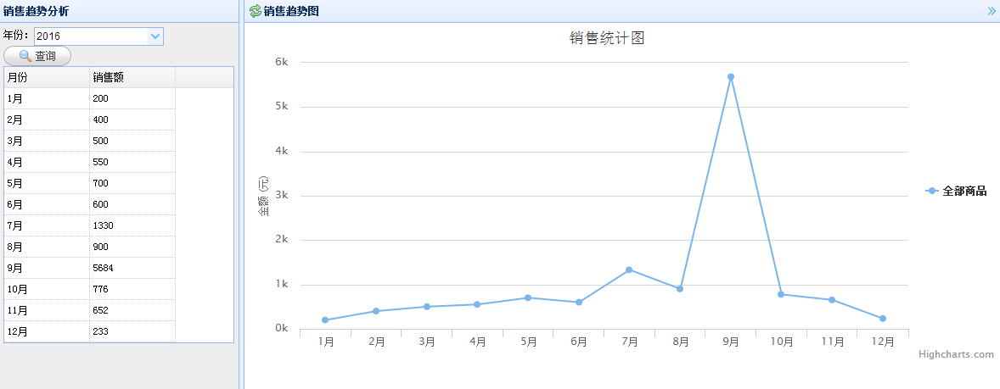 销售趋势分析
年份: 2016
查询
月份 销售额
1月 200
2月 400
3月 500
4月 550
5月 700
6月 600
7月 1330
8月 900
9月 5684
10月 776
11月 652
12月 233
销售趋势图
销售统计图
6k
5k
4k
3k
2k
1k
0k
金额 (元)
1月 2月 3月 4月 5月 6月 7月 8月 9月 10月 11月 12月
全部商品
Highcharts.com